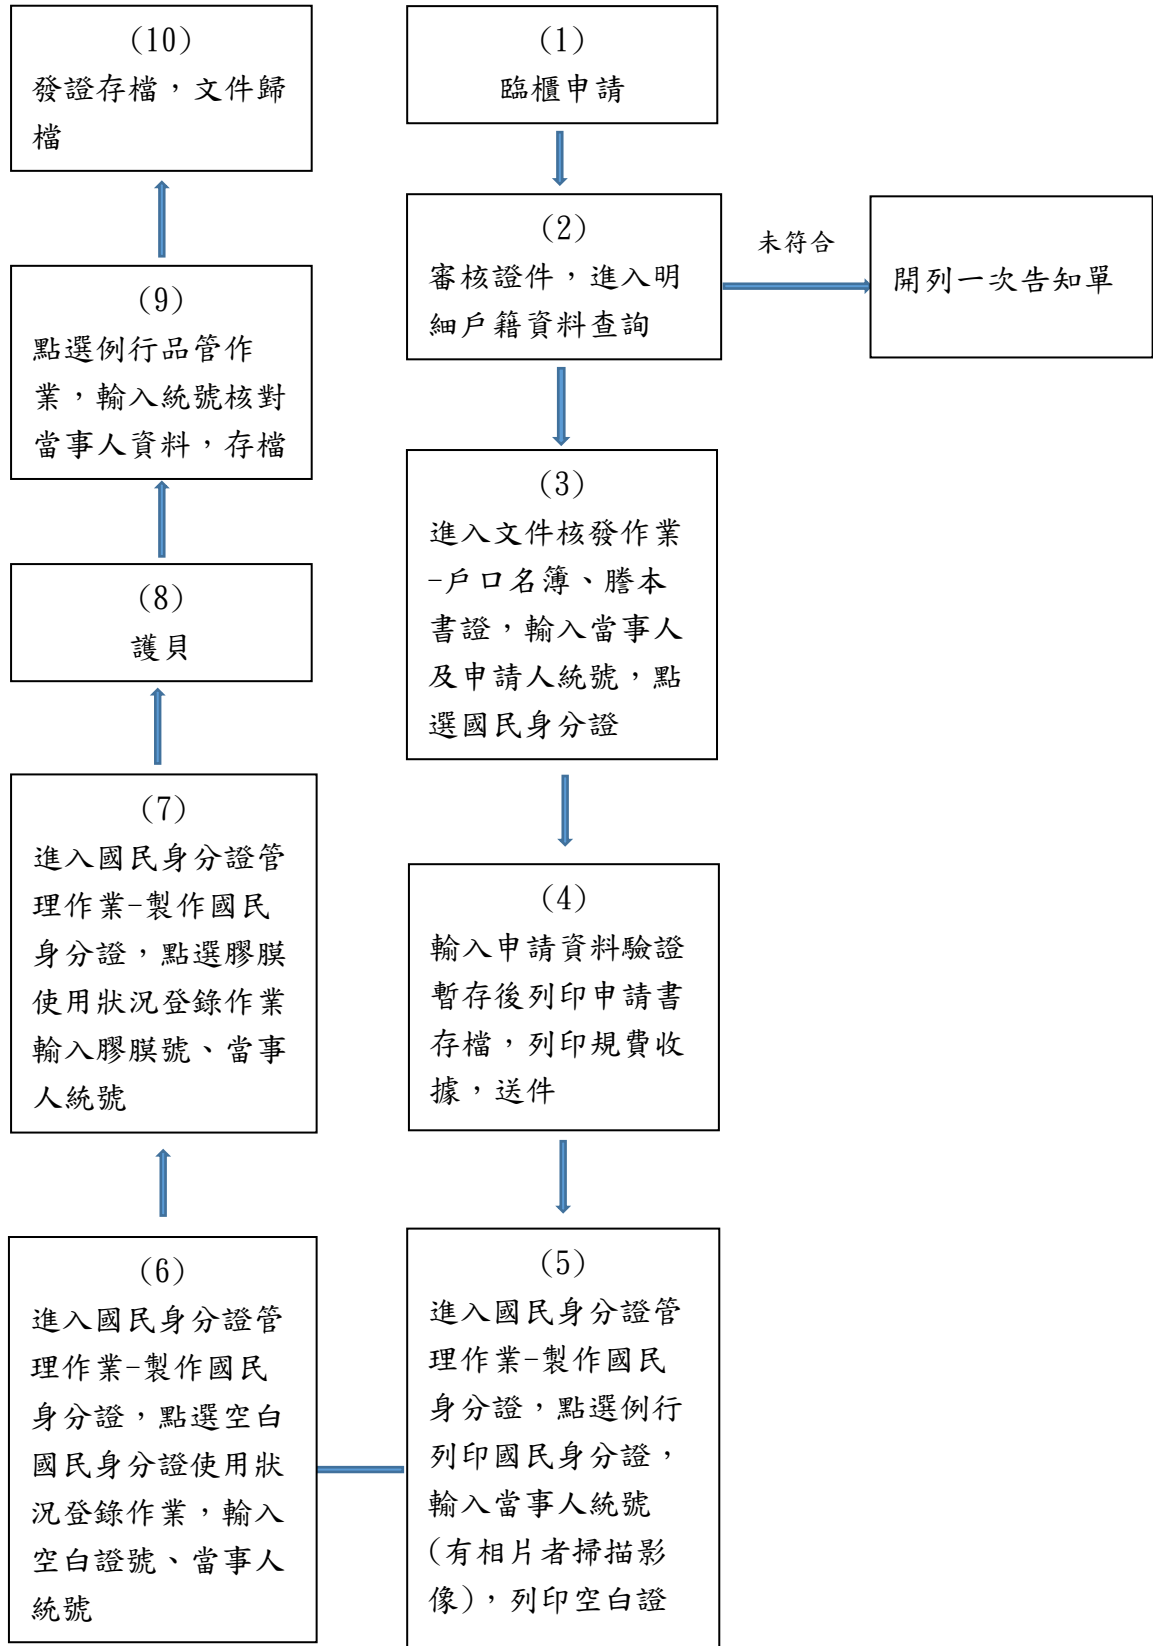 (1)
臨櫃申請
(2)
審核證件，進入明
細戶籍資料查詢
未符合
開列一次告知單
(3)
進入文件核發作業
-戶口名簿、謄本
書證，輸入當事人
及申請人統號，點
選國民身分證
(4)
輸入申請資料驗證
暫存後列印申請書
存檔，列印規費收
據，送件
(5)
進入國民身分證管
理作業-製作國民
身分證，點選例行
列印國民身分證，
輸入當事人統號
(有相片者掃描影
像)，列印空白證
(6)
進入國民身分證管
理作業-製作國民
身分證，點選空白
國民身分證使用狀
況登錄作業，輸入
空白證號、當事人
統號
(7)
進入國民身分證管
理作業-製作國民
身分證，點選膠膜
使用狀況登錄作業
輸入膠膜號、當事
人統號
(8)
護貝
(9)
點選例行品管作
業，輸入統號核對
當事人資料，存檔
(10)
發證存檔，文件歸
檔